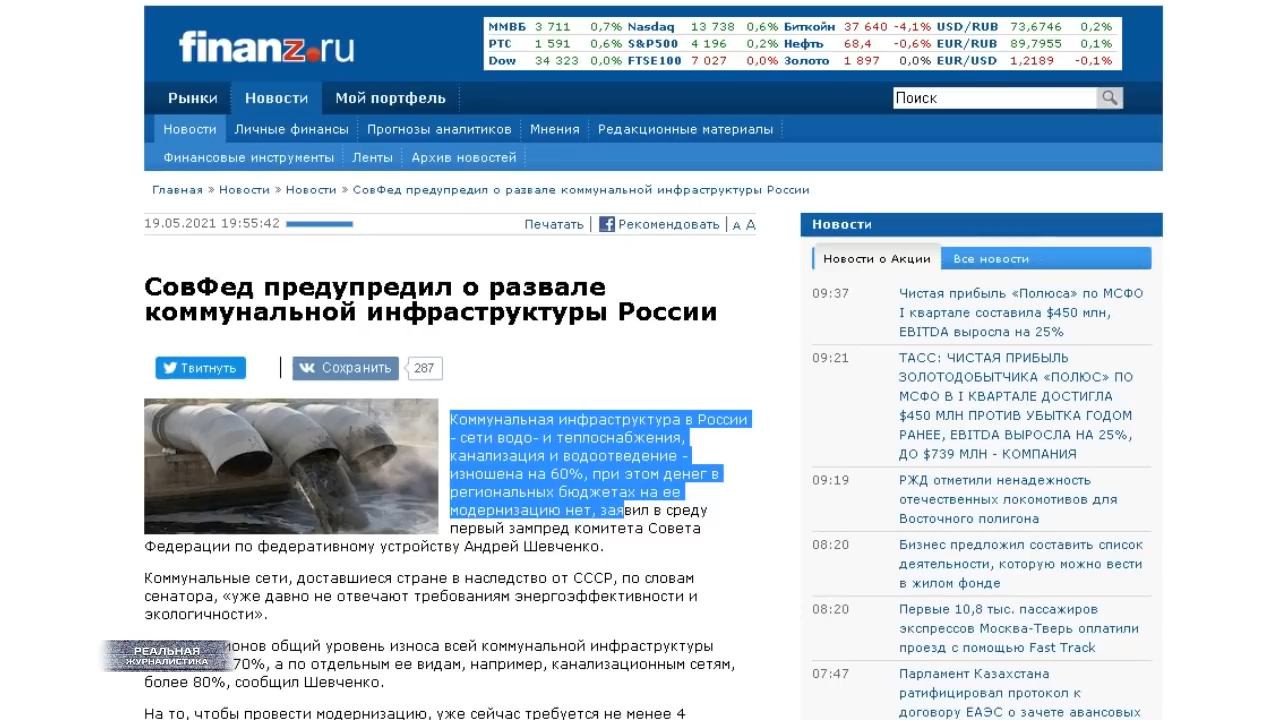 finanz.ru
ММВБ 3 711 0,7% Nasdaq 13 738 0,6% Биткойн 37 640 -4,1% USD/RUB 73,6746 0,2%
РТС 1 591 0,6% S&P500 4 196 0,2% Нефть 68,4 -0,6% EUR/RUB 89,7955 0,1%
Dow 34 323 0,0% FTSE100 7 027 0,0% Золото 1 897 0,0% EUR/USD 1,2189 -0,1%
Рынки Новости Мой портфель Поиск
Новости Личные финансы Прогнозы аналитиков Мнения Редакционные материалы
Финансовые инструменты Ленты Архив новостей
Главная » Новости » Новости » СовФед предупредил о развале коммунальной инфраструктуры России
19.05.2021 19:55:42 Печатать | Рекомендовать | A A
СовФед предупредил о развале
коммунальной инфраструктуры России
Твитнуть Сохранить 287
Коммунальная инфраструктура в России
- сети водо- и теплоснабжения,
канализация и водоотведение -
изношена на 60%, при этом денег в
региональных бюджетах на ее
модернизацию нет, заявил в среду
первый зампред комитета Совета
Федерации по федеративному устройству Андрей Шевченко.
Коммунальные сети, доставшиеся стране в наследство от СССР, по словам
сенатора, «уже давно не отвечают требованиям энергоэффективности и
экологичности».
ионов общий уровень износа всей коммунальной инфраструктуры
70%, а по отдельным ее видам, например, канализационным сетям,
более 80%, сообщил Шевченко.
На то, чтобы провести модернизацию, уже сейчас требуется не менее 4
РЕАЛЬНАЯ
ЖУРНАЛИСТИКА
Новости
Новости о Акции Все новости
09:37 Чистая прибыль «Полюса» по МСФО
I квартале составила $450 млн,
EBITDA выросла на 25%
09:21 ТАСС: ЧИСТАЯ ПРИБЫЛЬ
ЗОЛОТОДОБЫТЧИКА «ПОЛЮС» ПО
МСФО В I КВАРТАЛЕ ДОСТИГЛА
$450 МЛН ПРОТИВ УБЫТКА ГОДОМ
РАНЕЕ, EBITDA ВЫРОСЛА НА 25%,
ДО $739 МЛН - КОМПАНИЯ
09:19 РЖД отметили ненадежность
отечественных локомотивов для
Восточного полигона
08:20 Бизнес предложил составить список
деятельности, которую можно вести
в жилом фонде
08:20 Первые 10,8 тыс. пассажиров
экспрессов Москва-Тверь оплатили
проезд с помощью Fast Track
07:47 Парламент Казахстана
ратифицировал протокол к
договору ЕАЭС о зачете авансовых